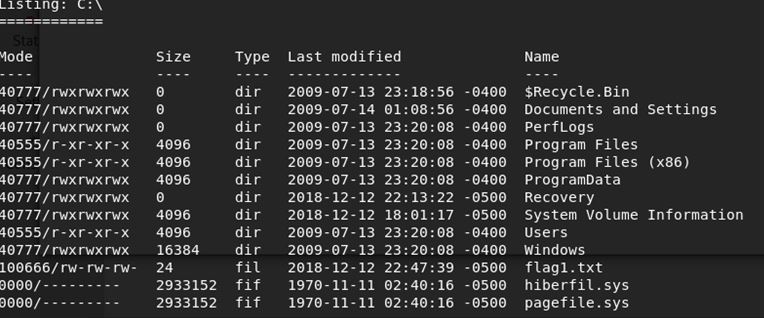 Listing: C:\
============
Stat
Mode Size Type Last modified Name
---- ---- ---- ------------- ----
40777/rwxrwxrwx 0 dir 2009-07-13 23:18:56 -0400 $Recycle.Bin
40777/rwxrwxrwx 0 dir 2009-07-14 01:08:56 -0400 Documents and Settings
40777/rwxrwxrwx 0 dir 2009-07-13 23:20:08 -0400 PerfLogs
40555/r-xr-xr-x 4096 dir 2009-07-13 23:20:08 -0400 Program Files
40555/r-xr-xr-x 4096 dir 2009-07-13 23:20:08 -0400 Program Files (x86)
40777/rwxrwxrwx 4096 dir 2009-07-13 23:20:08 -0400 ProgramData
40777/rwxrwxrwx 0 dir 2018-12-12 22:13:22 -0500 Recovery
40777/rwxrwxrwx 4096 dir 2018-12-12 18:01:17 -0500 System Volume Information
40555/r-xr-xr-x 4096 dir 2009-07-13 23:20:08 -0400 Users
40777/rwxrwxrwx 16384 dir 2009-07-13 23:20:08 -0400 Windows
100666/rw-rw-rw- 24 fil 2018-12-12 22:47:39 -0500 flag1.txt
0000/--------- 2933152 fif 1970-11-11 02:40:16 -0500 hiberfil.sys
0000/--------- 2933152 fif 1970-11-11 02:40:16 -0500 pagefile.sys